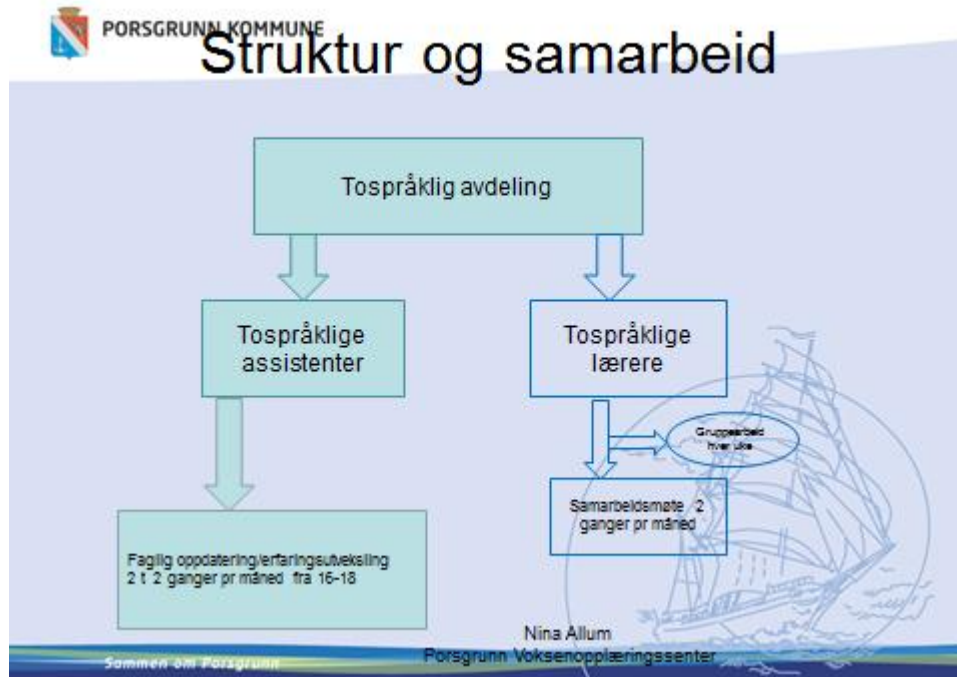 PORSGRUNN KOMMUNE
Struktur og samarbeid
Tospråklig avdeling
Tospråklige
assistenter
Tospråklige
lærere
Gruppearbeid
hver uke
Samarbeidsmøte 2
ganger pr måned
Faglig oppdatering/erfaringsutveksling
2 t 2 ganger pr måned fra 16-18
Nina Allum
Porsgrunn Voksenopplæringssenter
Sammen om Porsgrunn